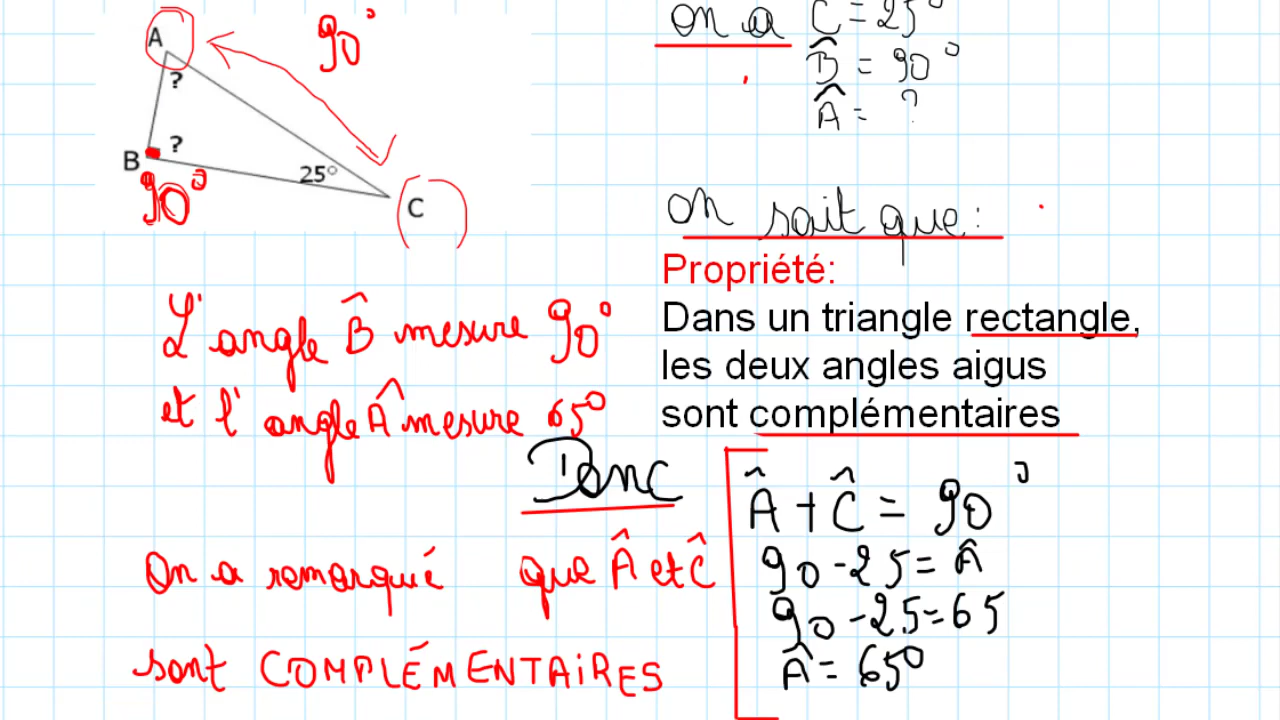 A
90°
?
B
?
90°
25°
C
On a Ĉ = 25°
B̂ = 90°
Â = ?
On sait que:
Propriété:
Dans un triangle rectangle,
les deux angles aigus
sont complémentaires
L'angle B̂ mesure 90°
et l'angle Â mesure 65°
Donc
Â + Ĉ = 90°
90 - 25 = Â
90 - 25 = 65
Â = 65°
On a remarqué que Â et Ĉ
sont COMPLÉMENTAIRES